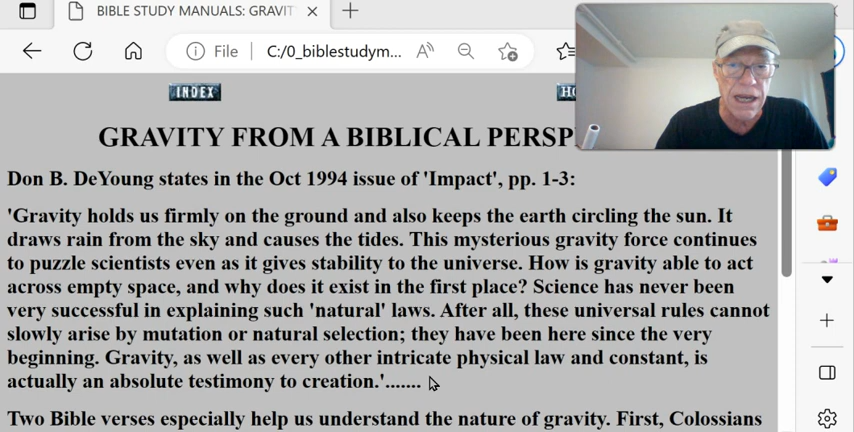 BIBLE STUDY MANUALS: GRAVIT
File C:/0_biblestudym...
INDEX
HO
GRAVITY FROM A BIBLICAL PERSP
Don B. DeYoung states in the Oct 1994 issue of 'Impact', pp. 1-3:
'Gravity holds us firmly on the ground and also keeps the earth circling the sun. It
draws rain from the sky and causes the tides. This mysterious gravity force continues
to puzzle scientists even as it gives stability to the universe. How is gravity able to act
across empty space, and why does it exist in the first place? Science has never been
very successful in explaining such 'natural' laws. After all, these universal rules cannot
slowly arise by mutation or natural selection; they have been here since the very
beginning. Gravity, as well as every other intricate physical law and constant, is
actually an absolute testimony to creation.'.......
Two Bible verses especially help us understand the nature of gravity. First, Colossians